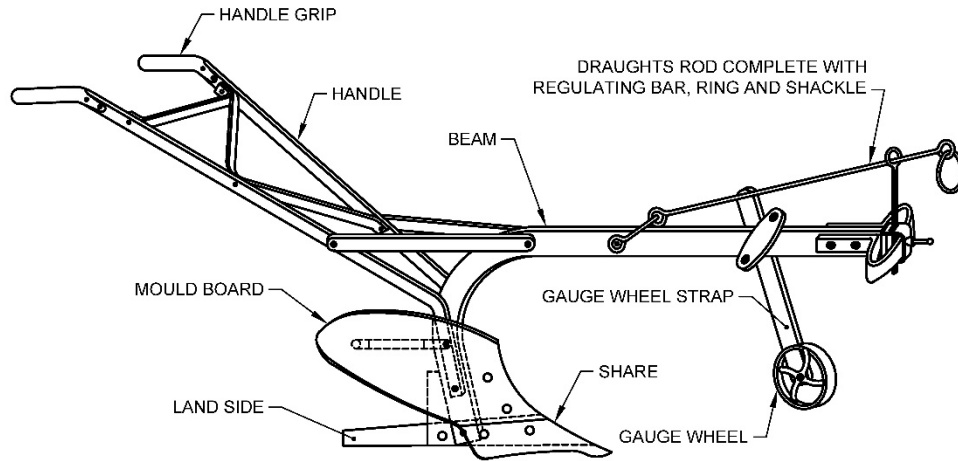 HANDLE GRIP
DRAUGHTS ROD COMPLETE WITH
REGULATING BAR, RING AND SHACKLE
HANDLE
BEAM
MOULD BOARD
GAUGE WHEEL STRAP
SHARE
LAND SIDE
GAUGE WHEEL